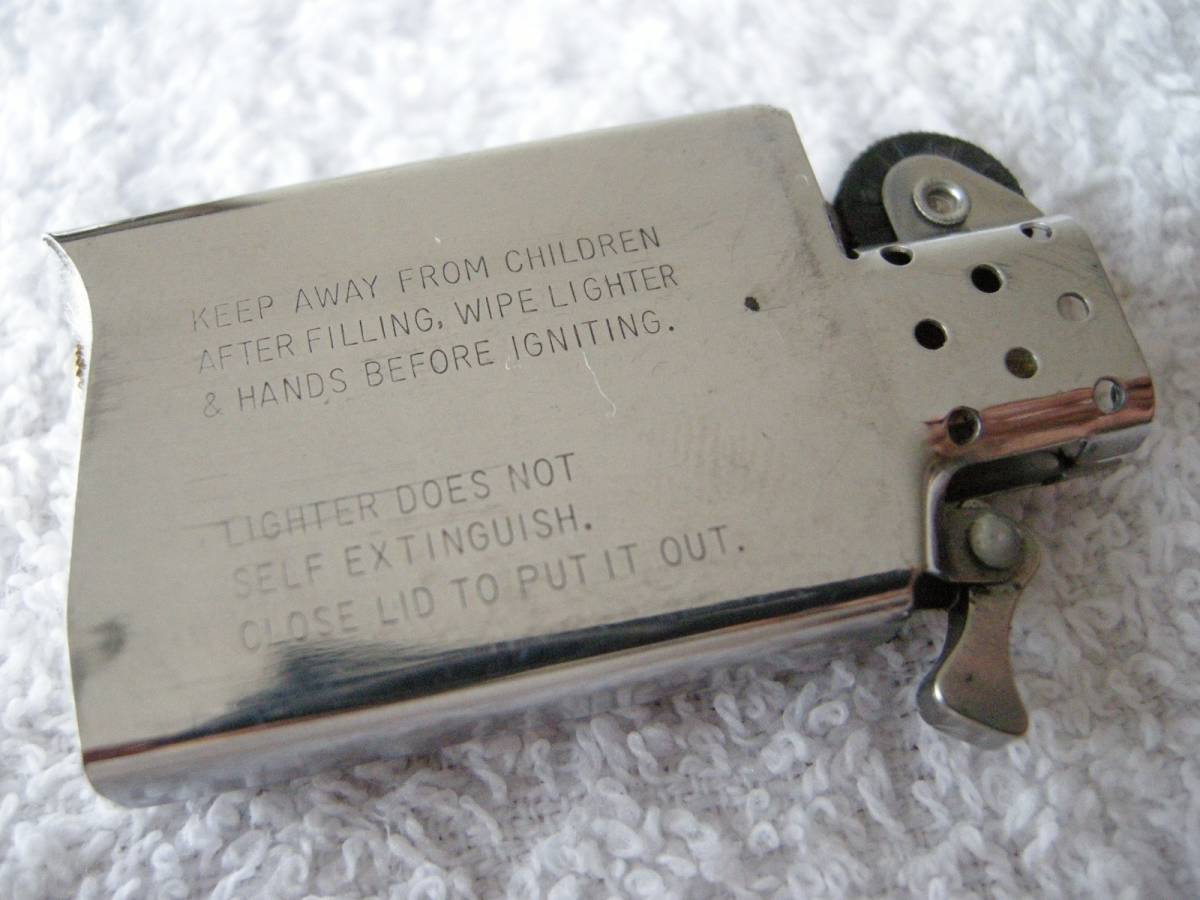 KEEP AWAY FROM CHILDREN
AFTER FILLING, WIPE LIGHTER
& HANDS BEFORE IGNITING.
LIGHTER DOES NOT
SELF EXTINGUISH.
CLOSE LID TO PUT IT OUT.